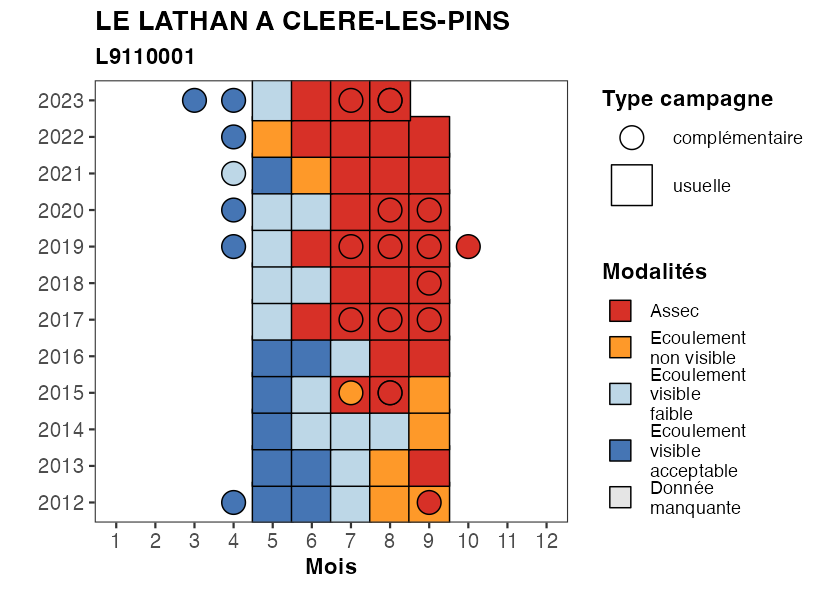 LE LATHAN A CLERE-LES-PINS
L9110001
2023
2022
2021
2020
2019
2018
2017
2016
2015
2014
2013
2012
1 2 3 4 5 6 7 8 9 10 11 12
Mois
Type campagne
complémentaire
usuelle
Modalités
Assec
Ecoulement
non visible
Ecoulement
visible
faible
Ecoulement
visible
acceptable
Donnée
manquante